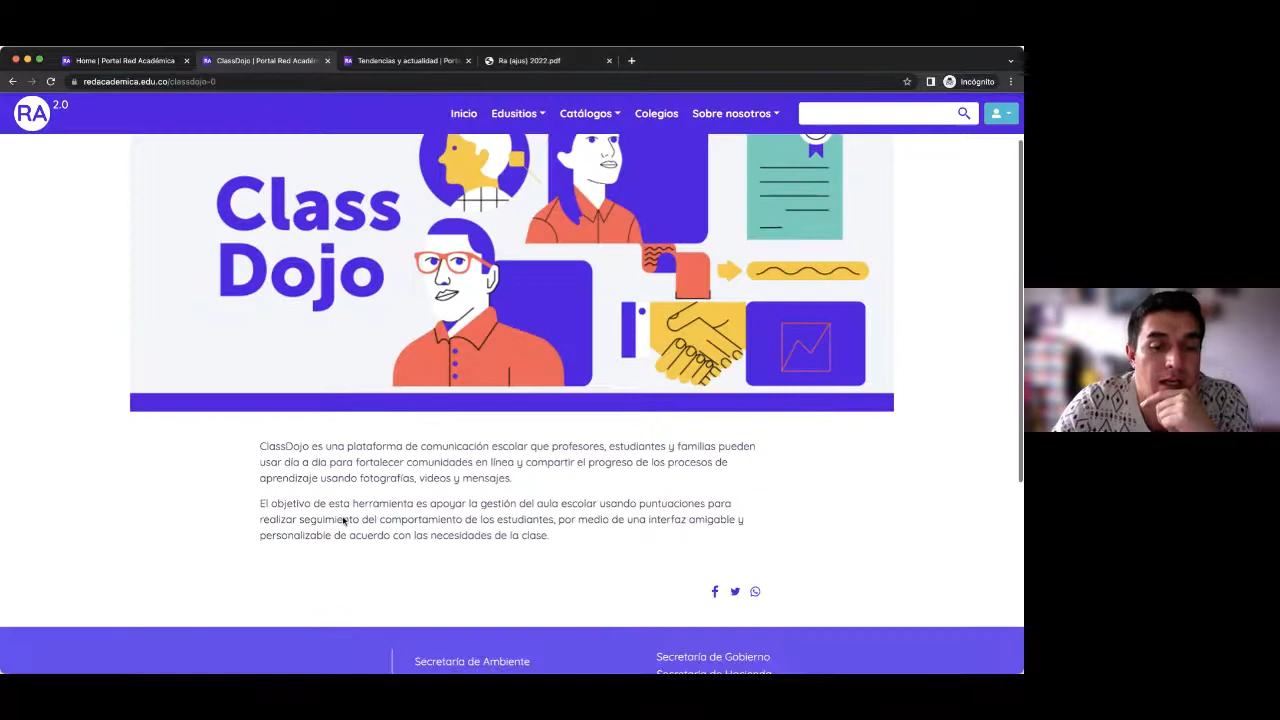 Home | Portal Red Académica
ClassDojo | Portal Red Académ
Tendencias y actualidad | Port
Ra (ajus) 2022.pdf
redacademica.edu.co/classdojo-0
Incógnito
RA 2.0
Inicio
Edusitios
Catálogos
Colegios
Sobre nosotros
Class
Dojo
ClassDojo es una plataforma de comunicación escolar que profesores, estudiantes y familias pueden
usar día a día para fortalecer comunidades en línea y compartir el progreso de los procesos de
aprendizaje usando fotografías, videos y mensajes.
El objetivo de esta herramienta es apoyar la gestión del aula escolar usando puntuaciones para
realizar seguimiento del comportamiento de los estudiantes, por medio de una interfaz amigable y
personalizable de acuerdo con las necesidades de la clase.
Secretaría de Ambiente
Secretaría de Gobierno
Secretaría de Hacienda